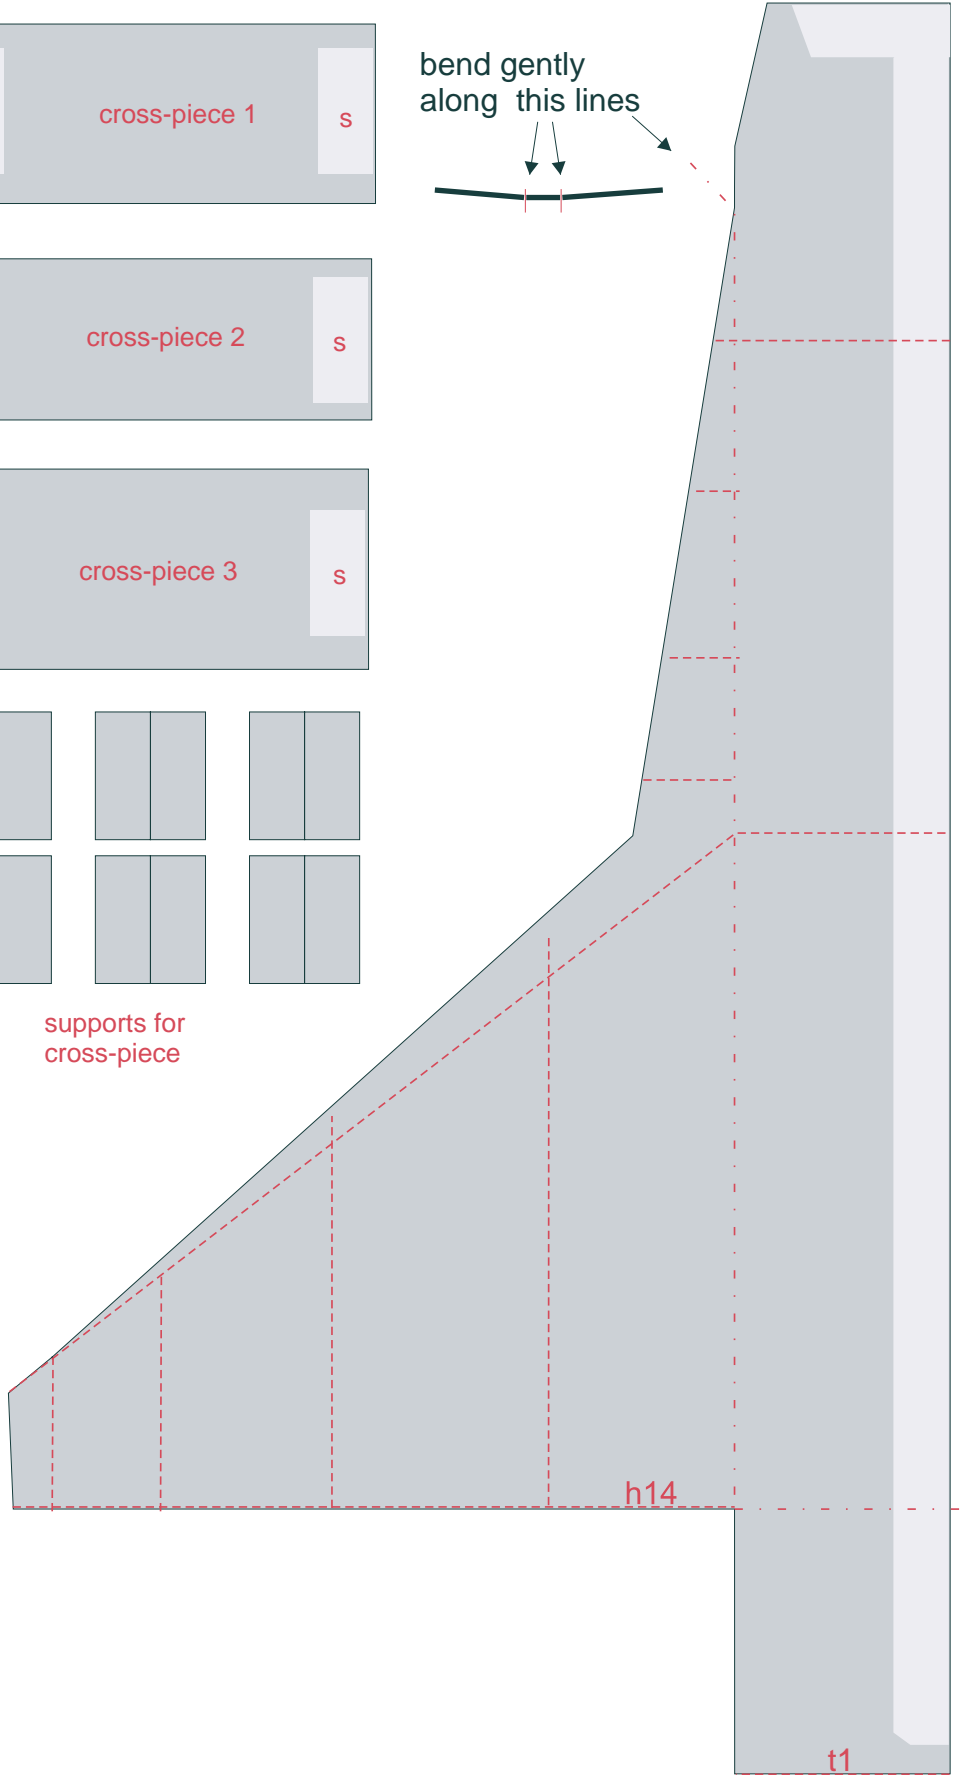 bend gently
along this lines
cross-piece 1
s
cross-piece 2
s
cross-piece 3
s
supports for
cross-piece
h14
t1